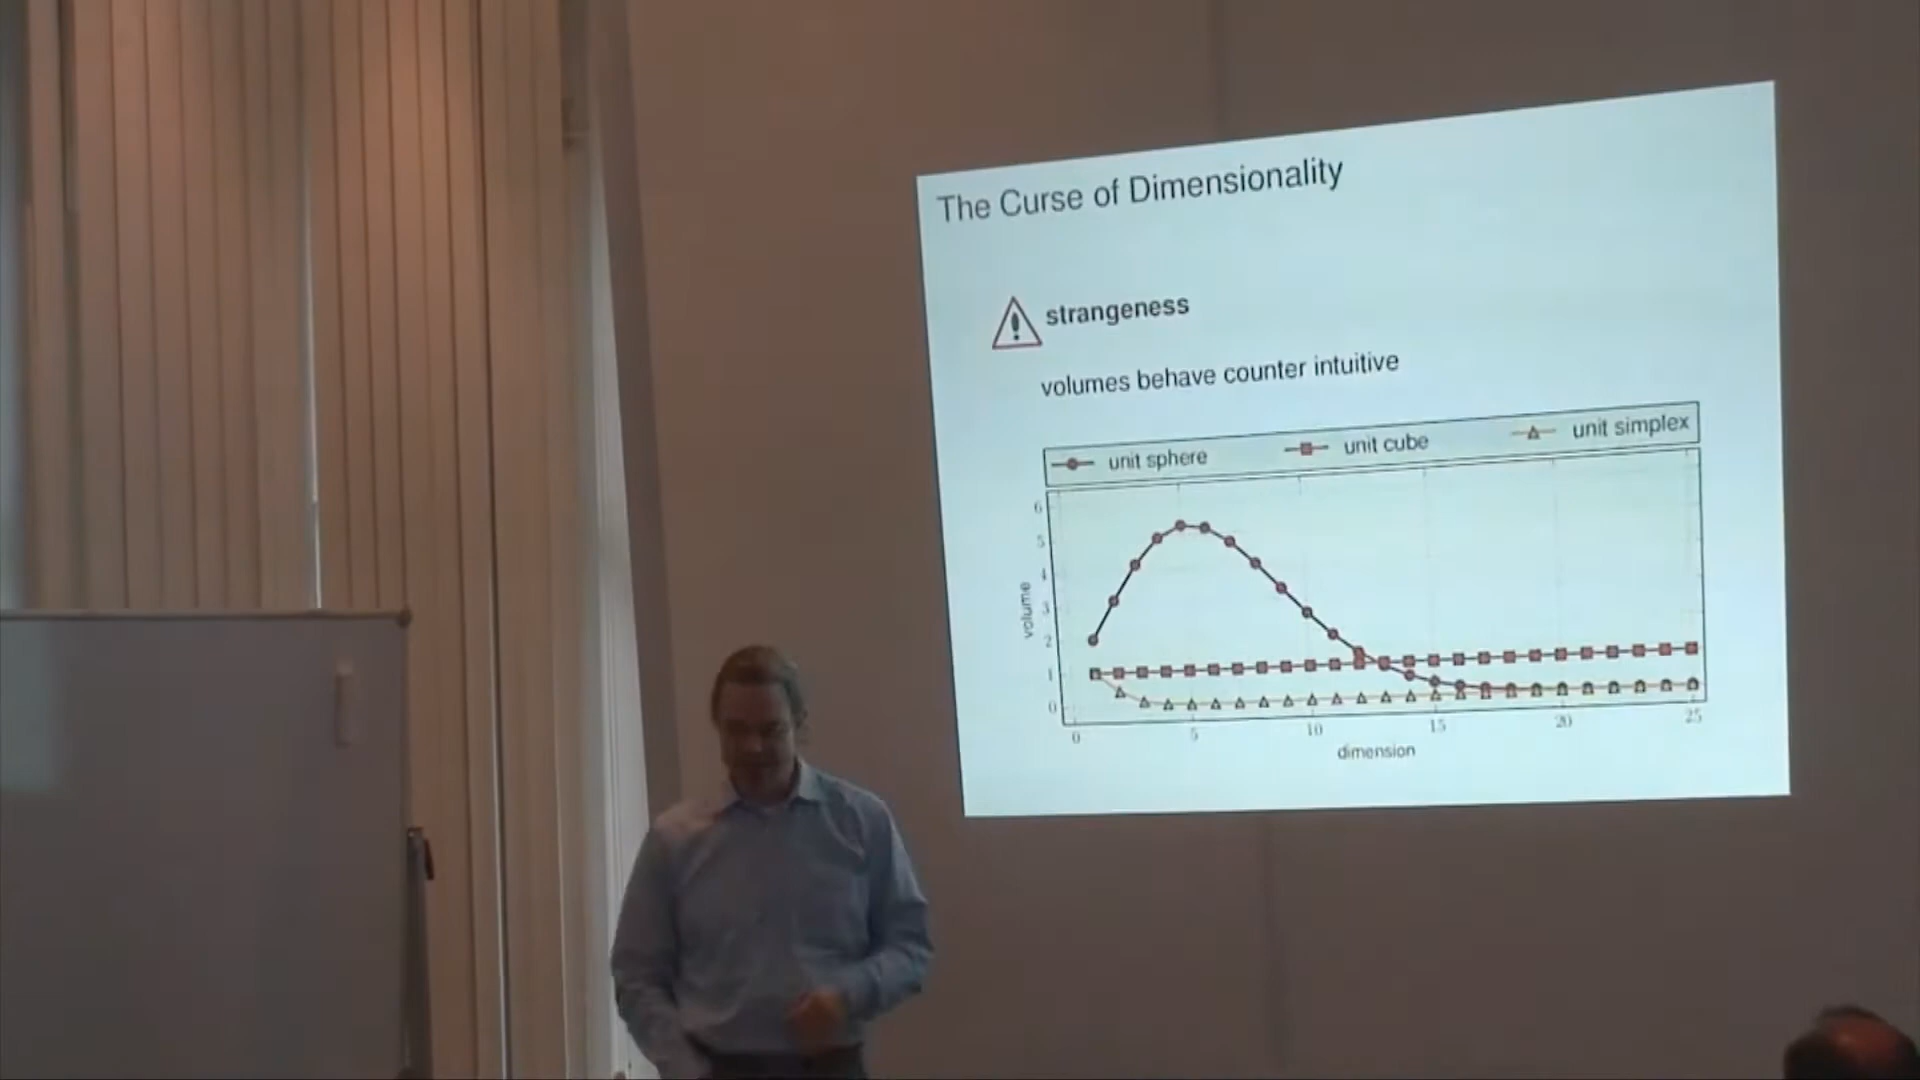 The Curse of Dimensionality
strangeness
volumes behave counter intuitive
unit sphere unit cube unit simplex
6
5
4
3
2
1
0
volume
0 5 10 15 20 25
dimension